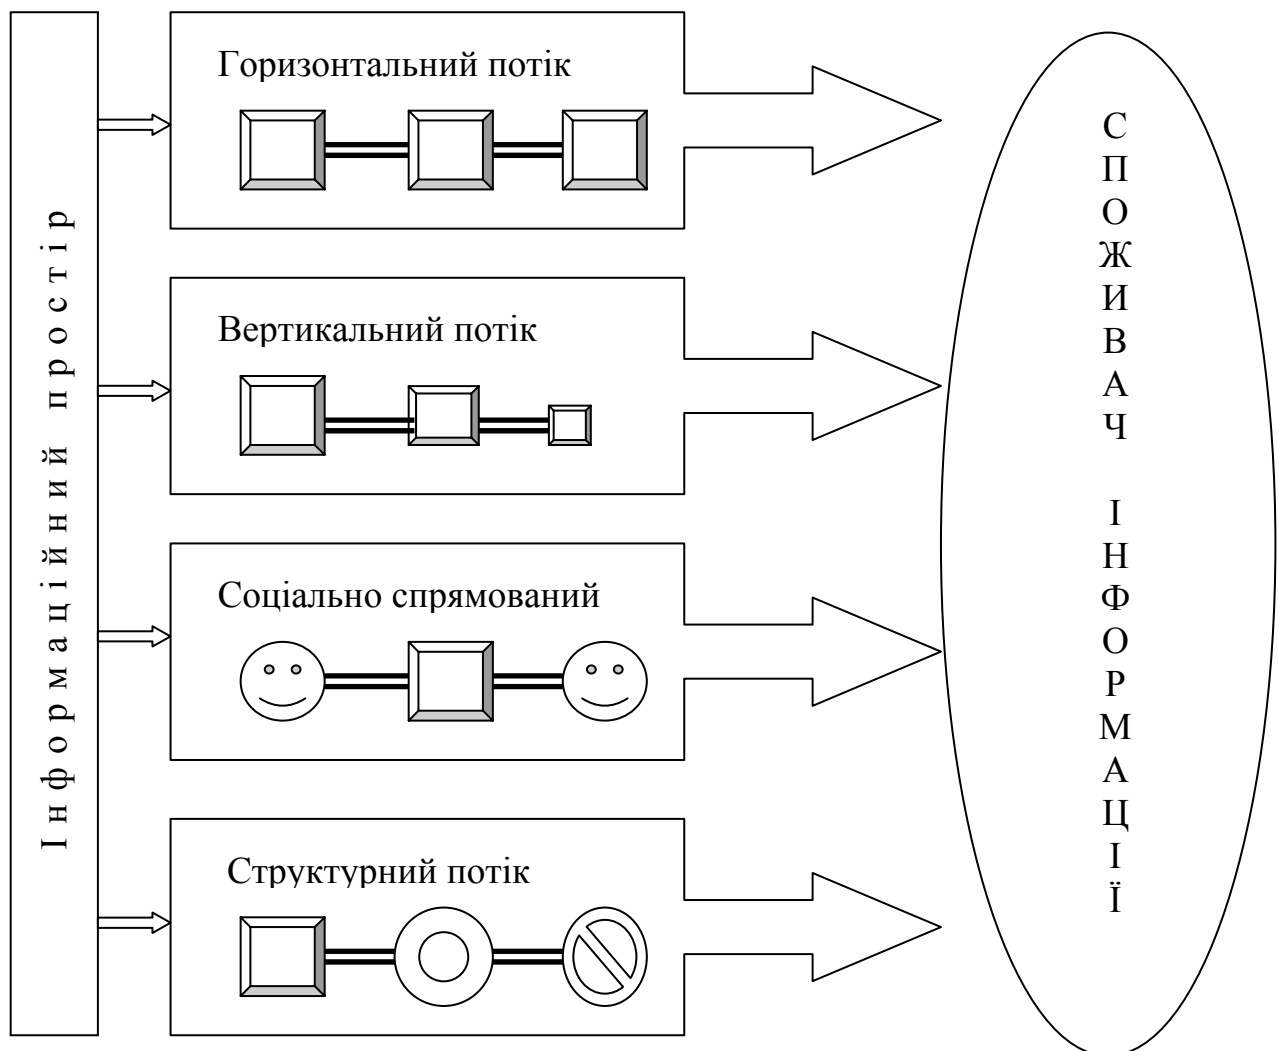 Інформаційний простір
Горизонтальний потік
Вертикальний потік
Соціально спрямований
Структурний потік
СПОЖИВАЧ ІНФОРМАЦІЇ